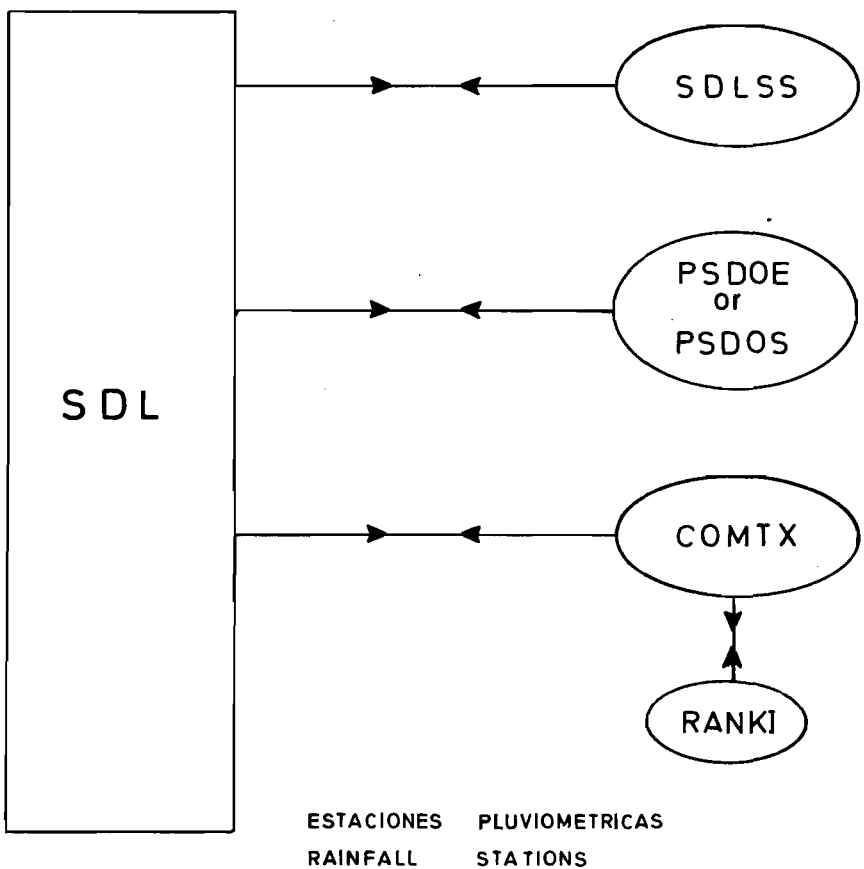 SDLSS
PSDOE
or
PSDOS
SDL
COMTX
RANKI
ESTACIONES PLUVIOMETRICAS
RAINFALL STATIONS